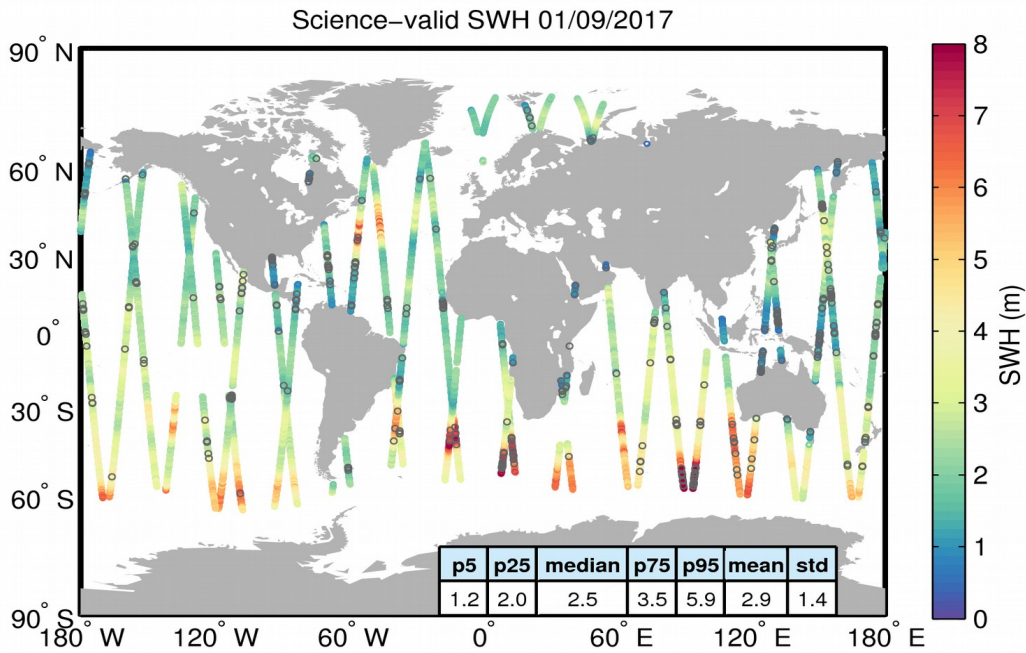 Science−valid SWH 01/09/2017
90° N
60° N
30° N
0°
30° S
60° S
90° S
180° W
120° W
60° W
0°
60° E
120° E
180° E
p5 p25 median p75 p95 mean std
1.2 2.0 2.5 3.5 5.9 2.9 1.4
8
7
6
5
4
3
2
1
0
SWH (m)